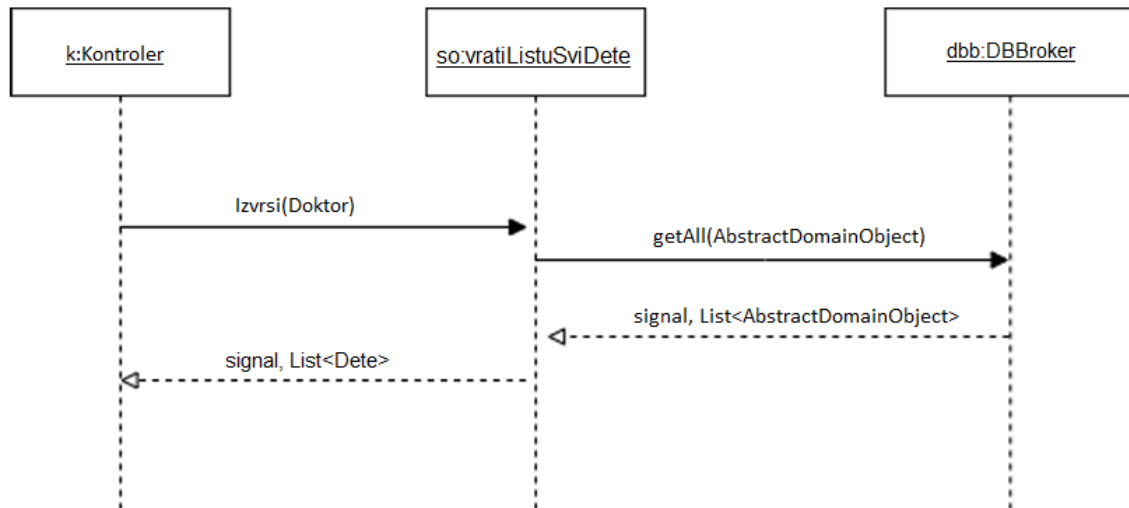 k:Kontroler
so:vratiListuSviDete
dbb:DBBroker
Izvrsi(Doktor)
getAll(AbstractDomainObject)
signal, List<AbstractDomainObject>
signal, List<Dete>